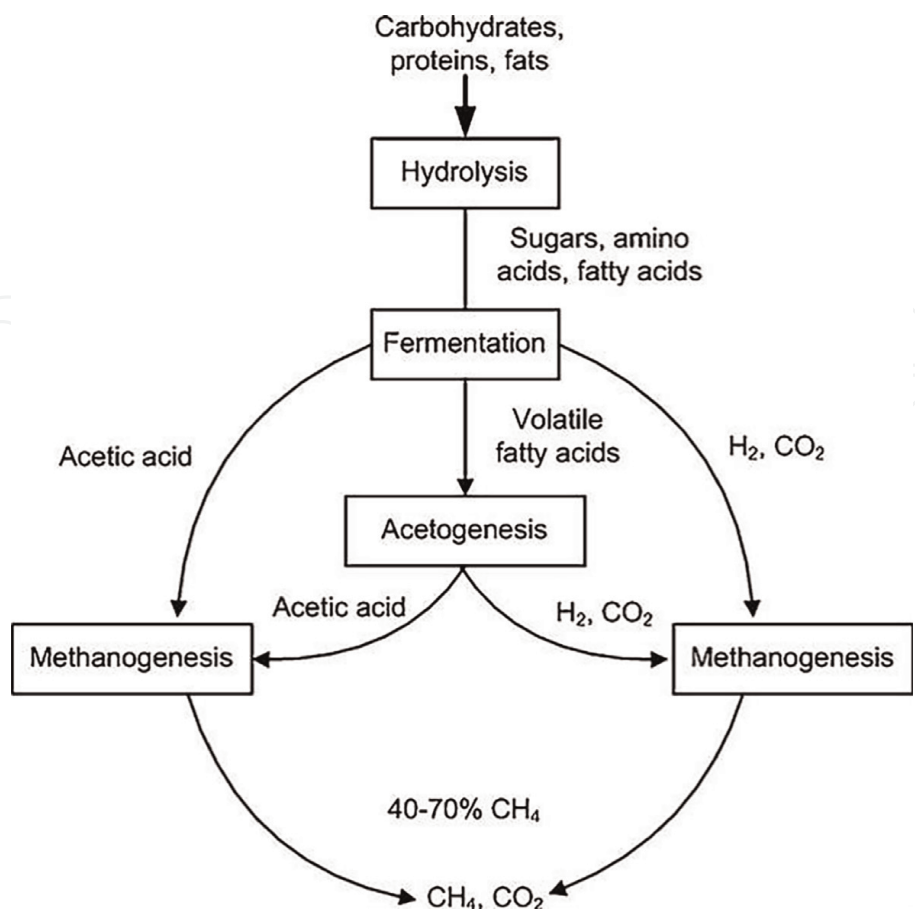 Carbohydrates,
proteins, fats
Hydrolysis
Sugars, amino
acids, fatty acids
Fermentation
Acetic acid
Volatile
fatty acids
H₂, CO₂
Acetogenesis
Acetic acid
H₂, CO₂
Methanogenesis
Methanogenesis
40-70% CH₄
CH₄, CO₂